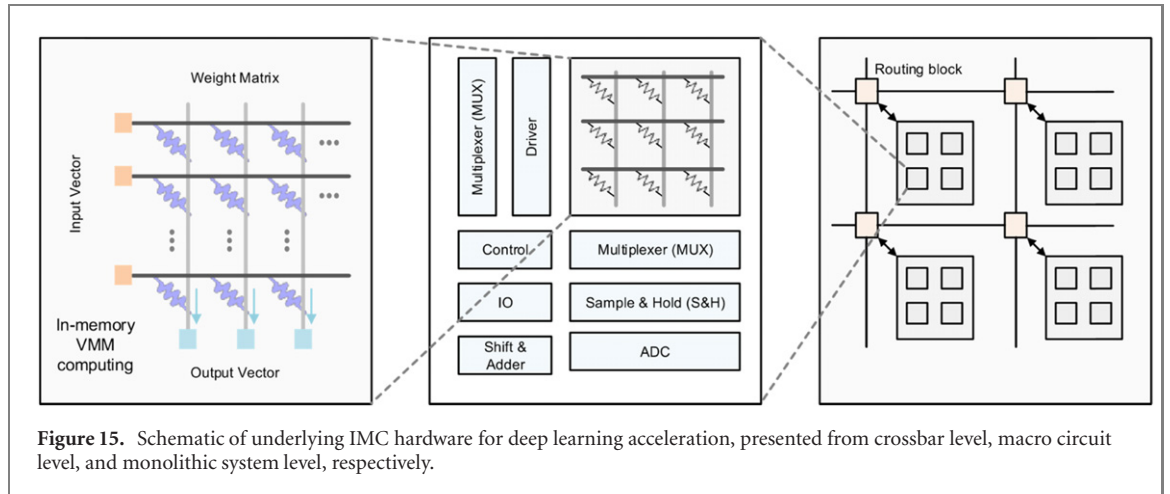 Weight Matrix
Input Vector
In-memory
VMM
computing
Output Vector
Multiplexer (MUX)
Driver
Control
Multiplexer (MUX)
IO
Sample & Hold (S&H)
Shift &
Adder
ADC
Routing block
Figure 15. Schematic of underlying IMC hardware for deep learning acceleration, presented from crossbar level, macro circuit
level, and monolithic system level, respectively.